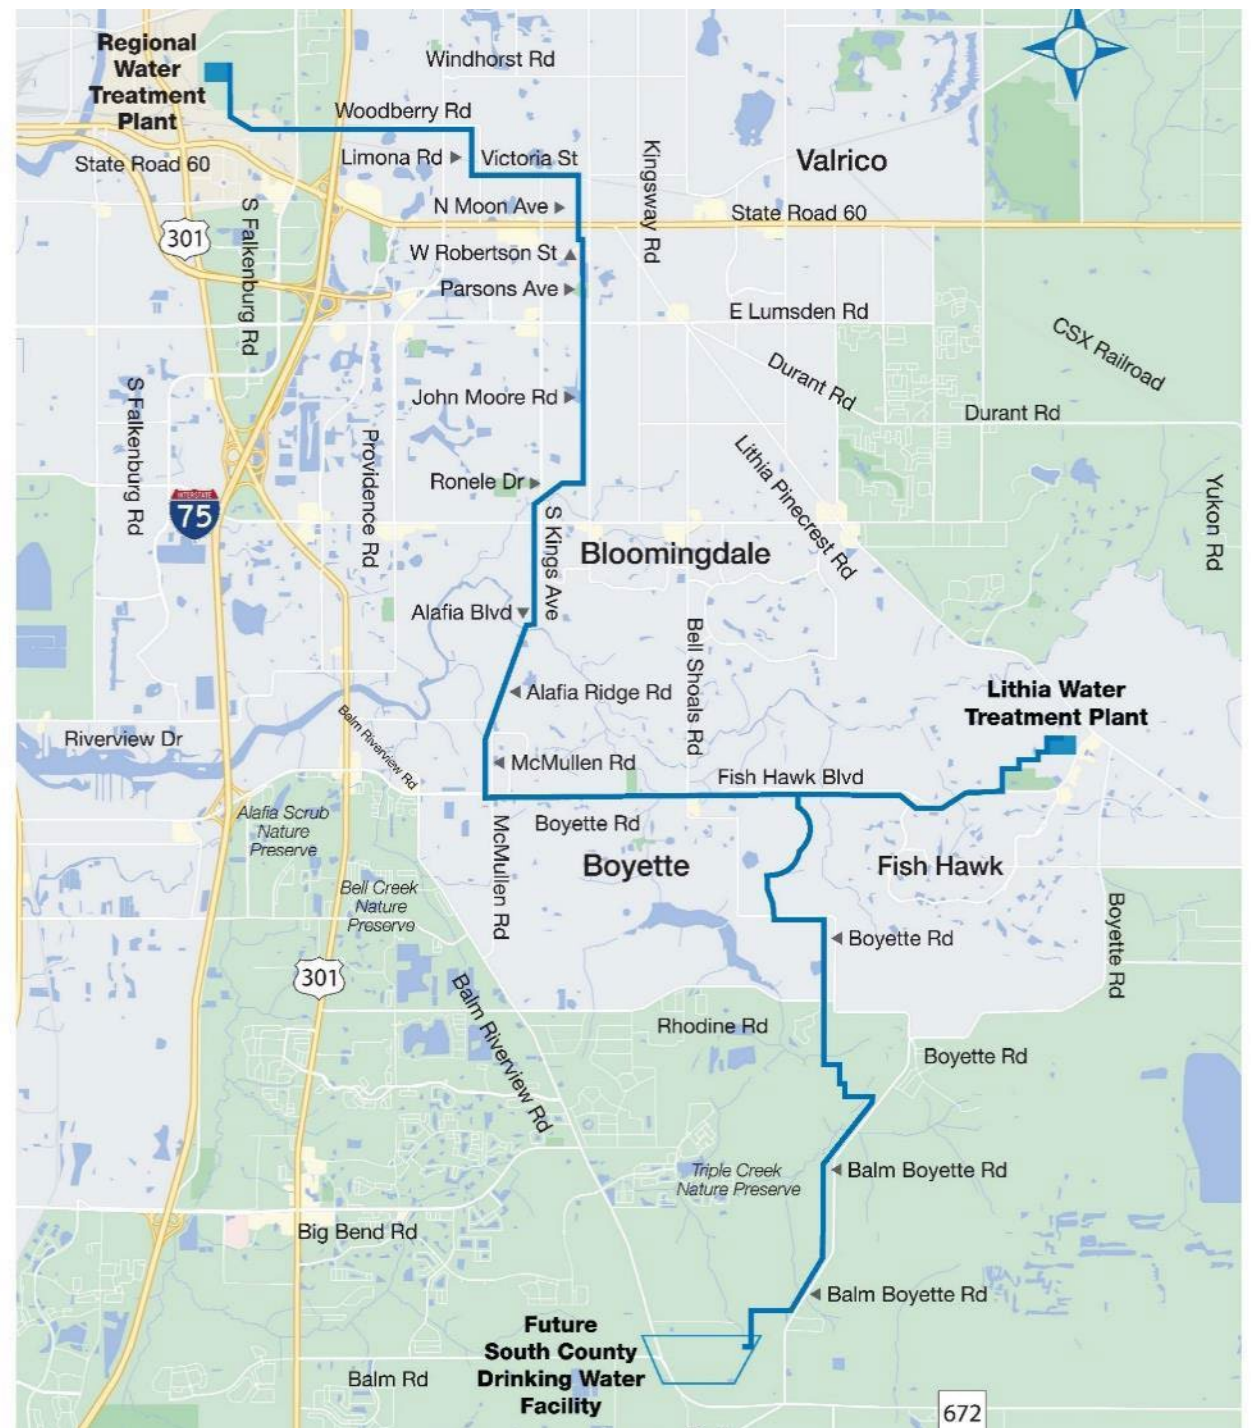 Regional
Water
Treatment
Plant
Windhorst Rd
Woodberry Rd
State Road 60
Limona Rd
Victoria St
Kingsway Rd
Valrico
N Moon Ave
State Road 60
301
S Falkenburg Rd
W Robertson St
Parsons Ave
E Lumsden Rd
CSX Railroad
Durant Rd
S Falkenburg Rd
John Moore Rd
Durant Rd
Providence Rd
Lithia Pinecrest Rd
Ronele Dr
Yukon Rd
INTERSTATE
75
S Kings Ave
Bloomingdale
Alafia Blvd
Bell Shoals Rd
Alafia Ridge Rd
Lithia Water
Treatment Plant
Riverview Dr
Balm Riverview Rd
McMullen Rd
Fish Hawk Blvd
Alafia Scrub
Nature
Preserve
McMullen Rd
Boyette Rd
Boyette
Fish Hawk
Bell Creek
Nature
Preserve
Boyette Rd
Boyette Rd
301
Balm Riverview Rd
Rhodine Rd
Boyette Rd
Triple Creek
Nature Preserve
Balm Boyette Rd
Big Bend Rd
Balm Boyette Rd
Future
South County
Drinking Water
Facility
Balm Rd
672